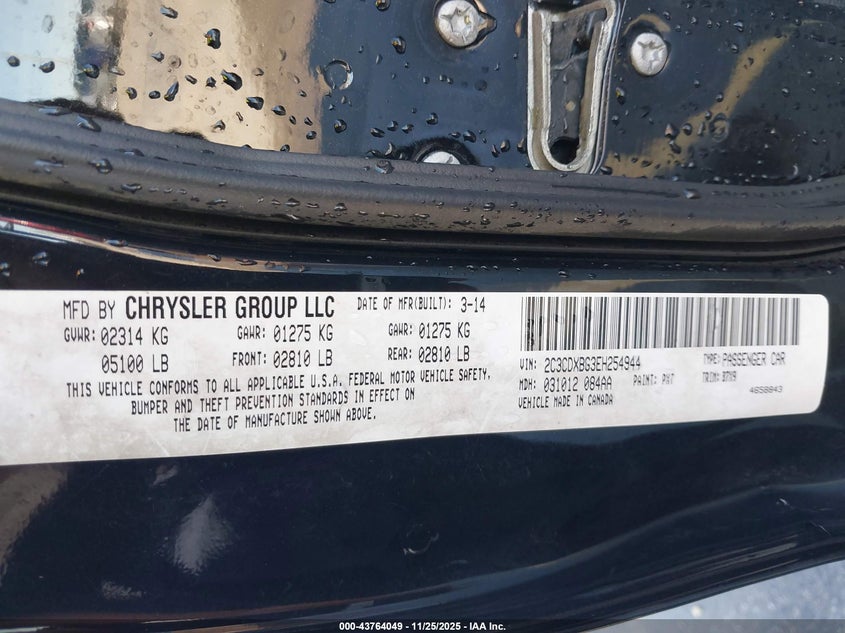 MFD BY CHRYSLER GROUP LLC DATE OF MFR(BUILT): 3-14
GVWR: 02314 KG GAWR: 01275 KG GAWR: 01275 KG
05100 LB FRONT: 02810 LB REAR: 02810 LB
THIS VEHICLE CONFORMS TO ALL APPLICABLE U.S.A. FEDERAL MOTOR VEHICLE SAFETY,
BUMPER AND THEFT PREVENTION STANDARDS IN EFFECT ON
THE DATE OF MANUFACTURE SHOWN ABOVE.
VIN: 2C3CDXBG3EH254944 TYPE: PASSENGER CAR
MDH: 031012 084AA PAINT: TRIM:
VEHICLE MADE IN CANADA 4658843
000-43764049 — 11/25/2025 — IAA Inc.